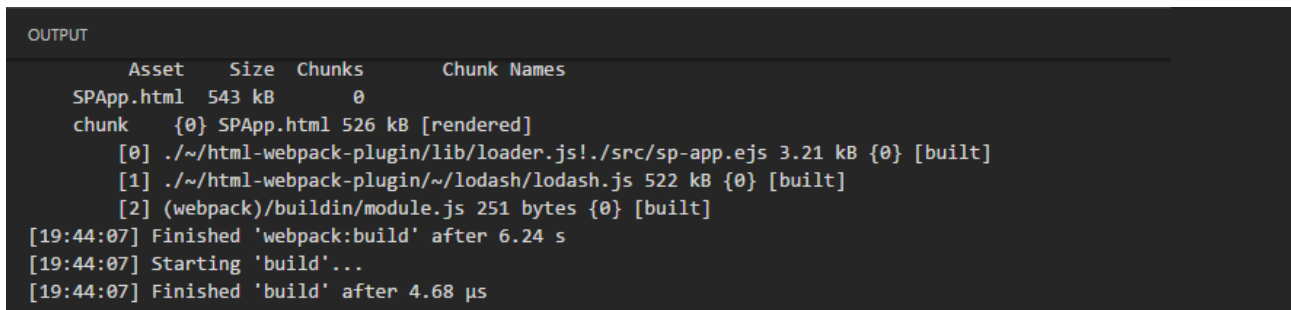 OUTPUT
Asset Size Chunks Chunk Names
SPApp.html 543 kB 0
chunk {0} SPApp.html 526 kB [rendered]
[0] ./~/html-webpack-plugin/lib/loader.js!./src/sp-app.ejs 3.21 kB {0} [built]
[1] ./~/html-webpack-plugin/~/lodash/lodash.js 522 kB {0} [built]
[2] (webpack)/buildin/module.js 251 bytes {0} [built]
[19:44:07] Finished 'webpack:build' after 6.24 s
[19:44:07] Starting 'build'...
[19:44:07] Finished 'build' after 4.68 μs